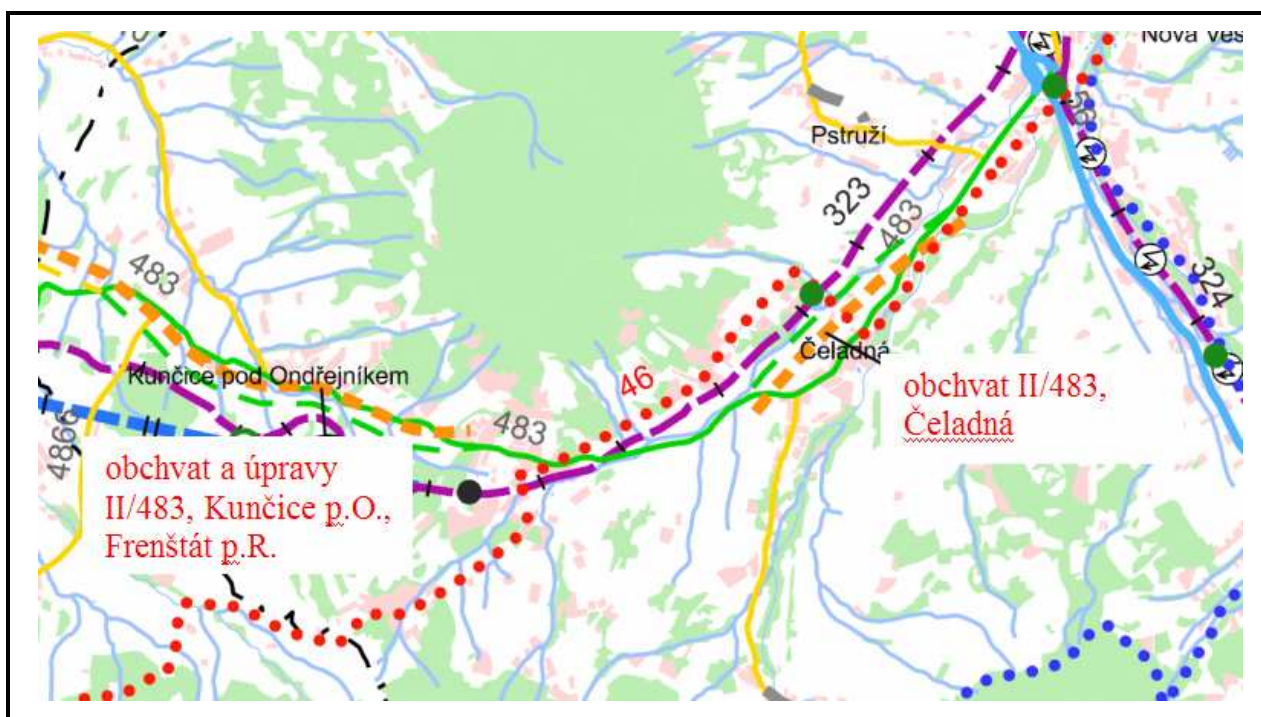 Nová Ves
56
Pstruží
323
483
483
324
46
Čeladná
Kunčice pod Ondřejníkem
obchvat II/483,
Čeladná
483
4866
obchvat a úpravy
II/483, Kunčice p.O.,
Frenštát p.R.